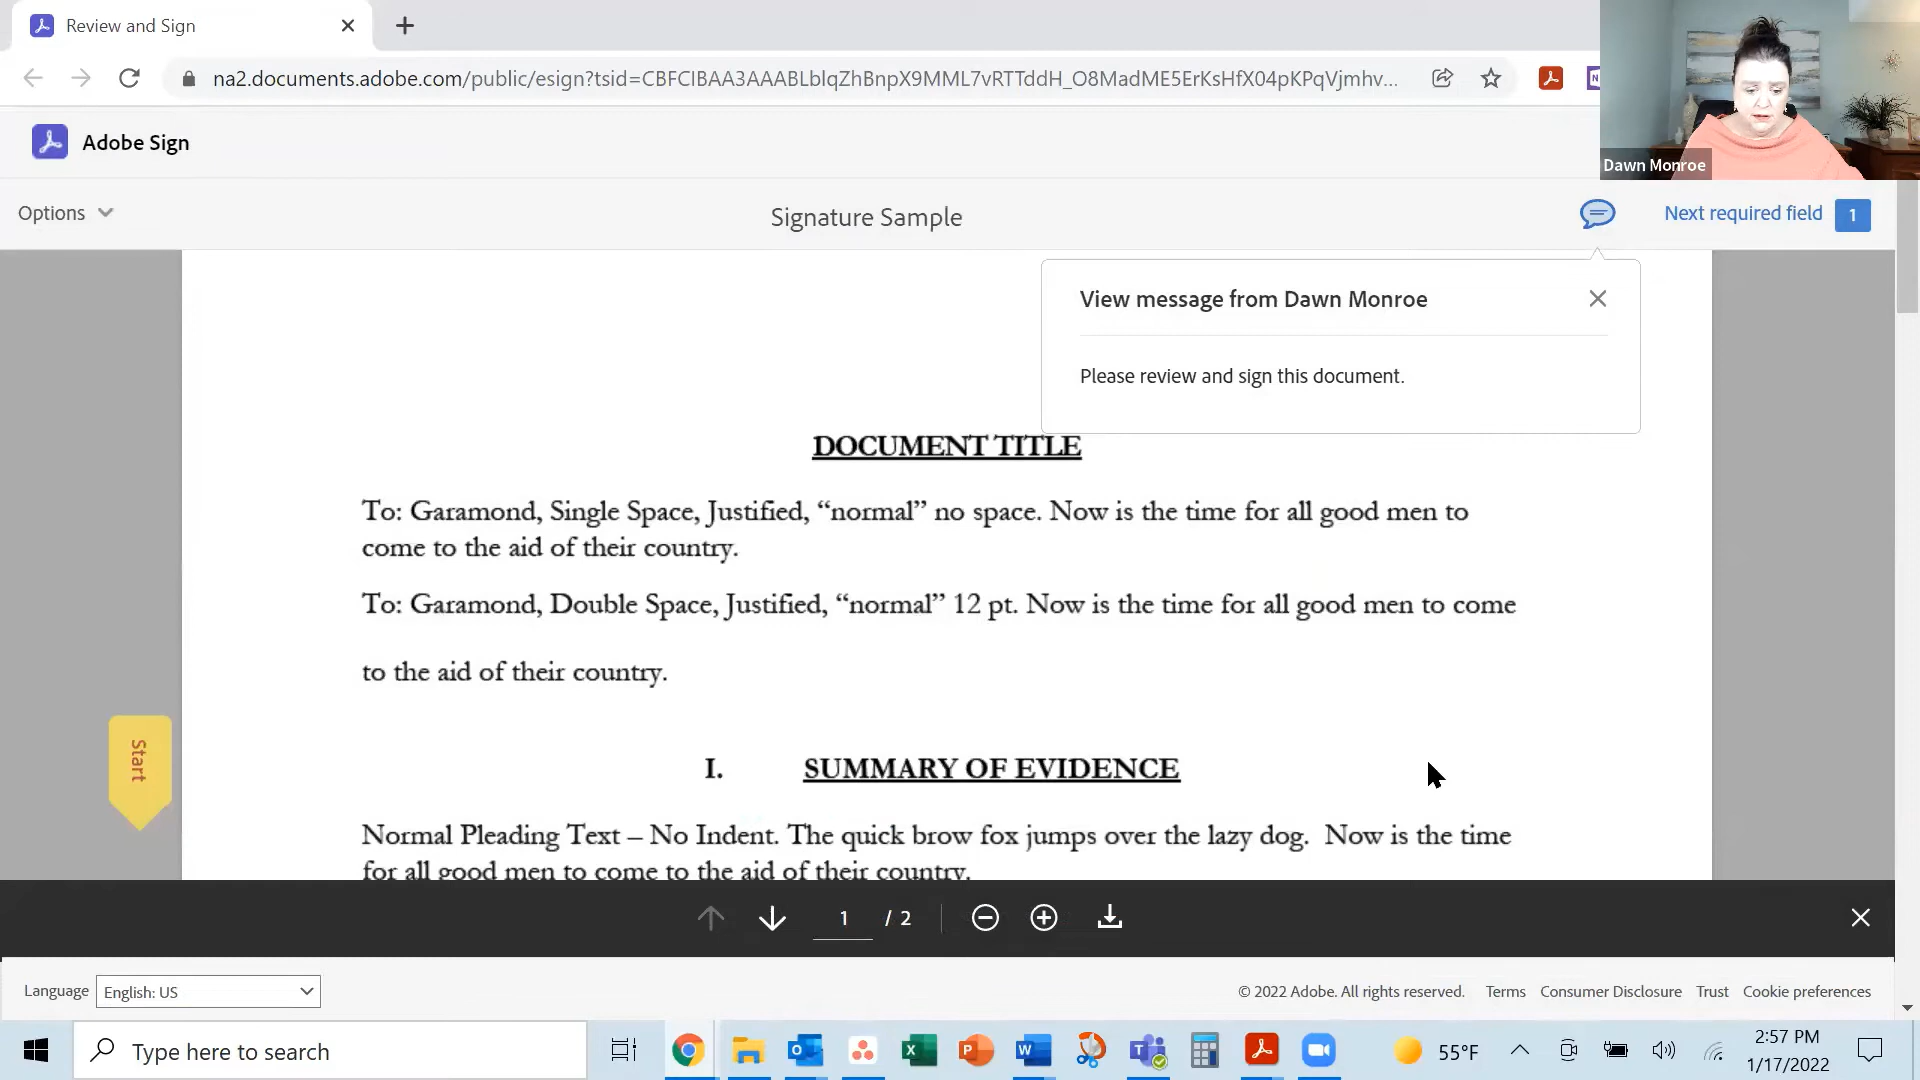 Review and Sign
na2.documents.adobe.com/public/esign?tsid=CBFCIBAA3AAABLblqZhBnpX9MML7vRTTddH_O8MadME5ErKsHfX04pKPqVjmhv...
Adobe Sign
Dawn Monroe
Options
Signature Sample
Next required field 1
View message from Dawn Monroe
Please review and sign this document.
DOCUMENT TITLE
To: Garamond, Single Space, Justified, “normal” no space. Now is the time for all good men to
come to the aid of their country.
To: Garamond, Double Space, Justified, “normal” 12 pt. Now is the time for all good men to come
to the aid of their country.
Start
I. SUMMARY OF EVIDENCE
Normal Pleading Text – No Indent. The quick brow fox jumps over the lazy dog. Now is the time
for all good men to come to the aid of their country.
1 / 2
Language English: US
© 2022 Adobe. All rights reserved. Terms Consumer Disclosure Trust Cookie preferences
Type here to search
55°F
2:57 PM
1/17/2022